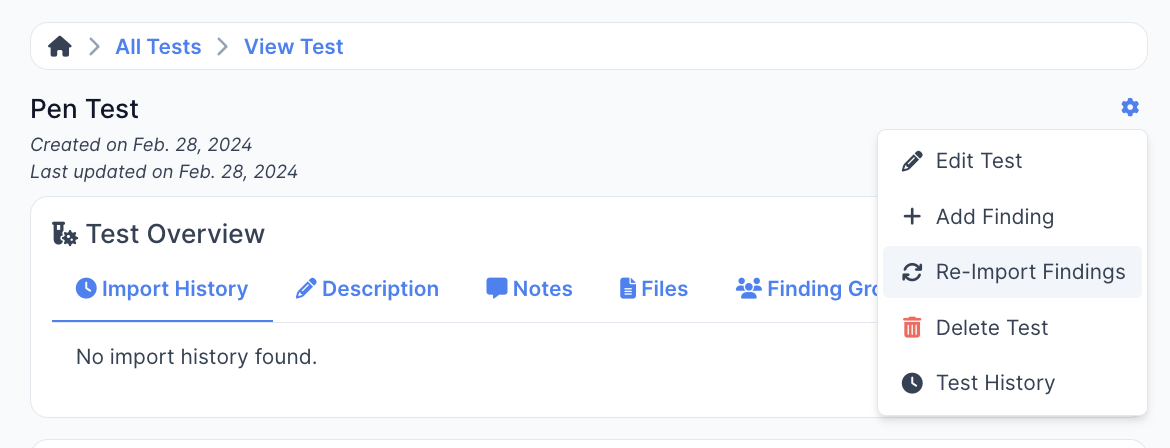 All Tests View Test
Pen Test
Created on Feb. 28, 2024
Last updated on Feb. 28, 2024
Test Overview
Import History Description Notes Files Finding Gro
No import history found.
Edit Test
Add Finding
Re-Import Findings
Delete Test
Test History